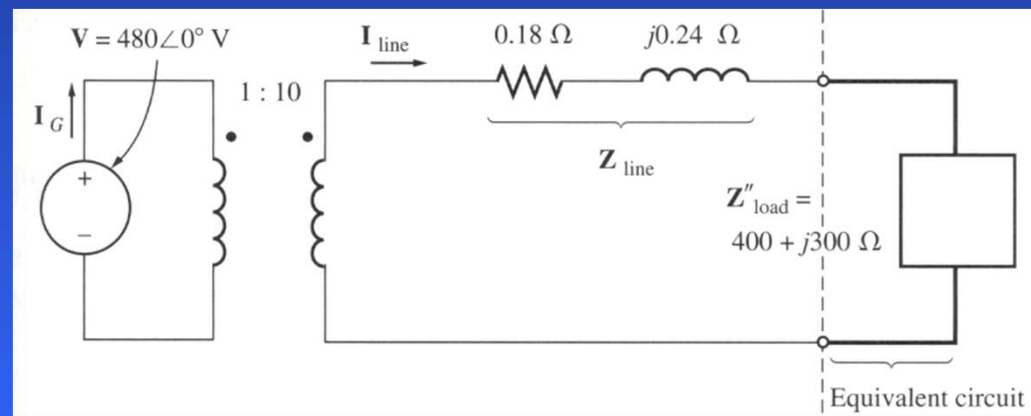 V = 480∠0° V
I line
0.18 Ω
j0.24 Ω
1 : 10
I G
+
−
Z line
Z″load =
400 + j300 Ω
Equivalent circuit